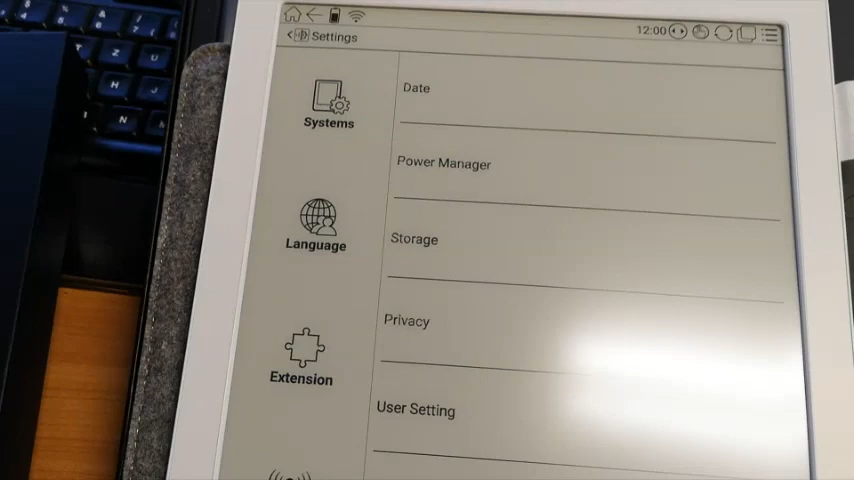 12:00
Settings
Systems
Language
Extension
Date
Power Manager
Storage
Privacy
User Setting
Z
U
H
J
N